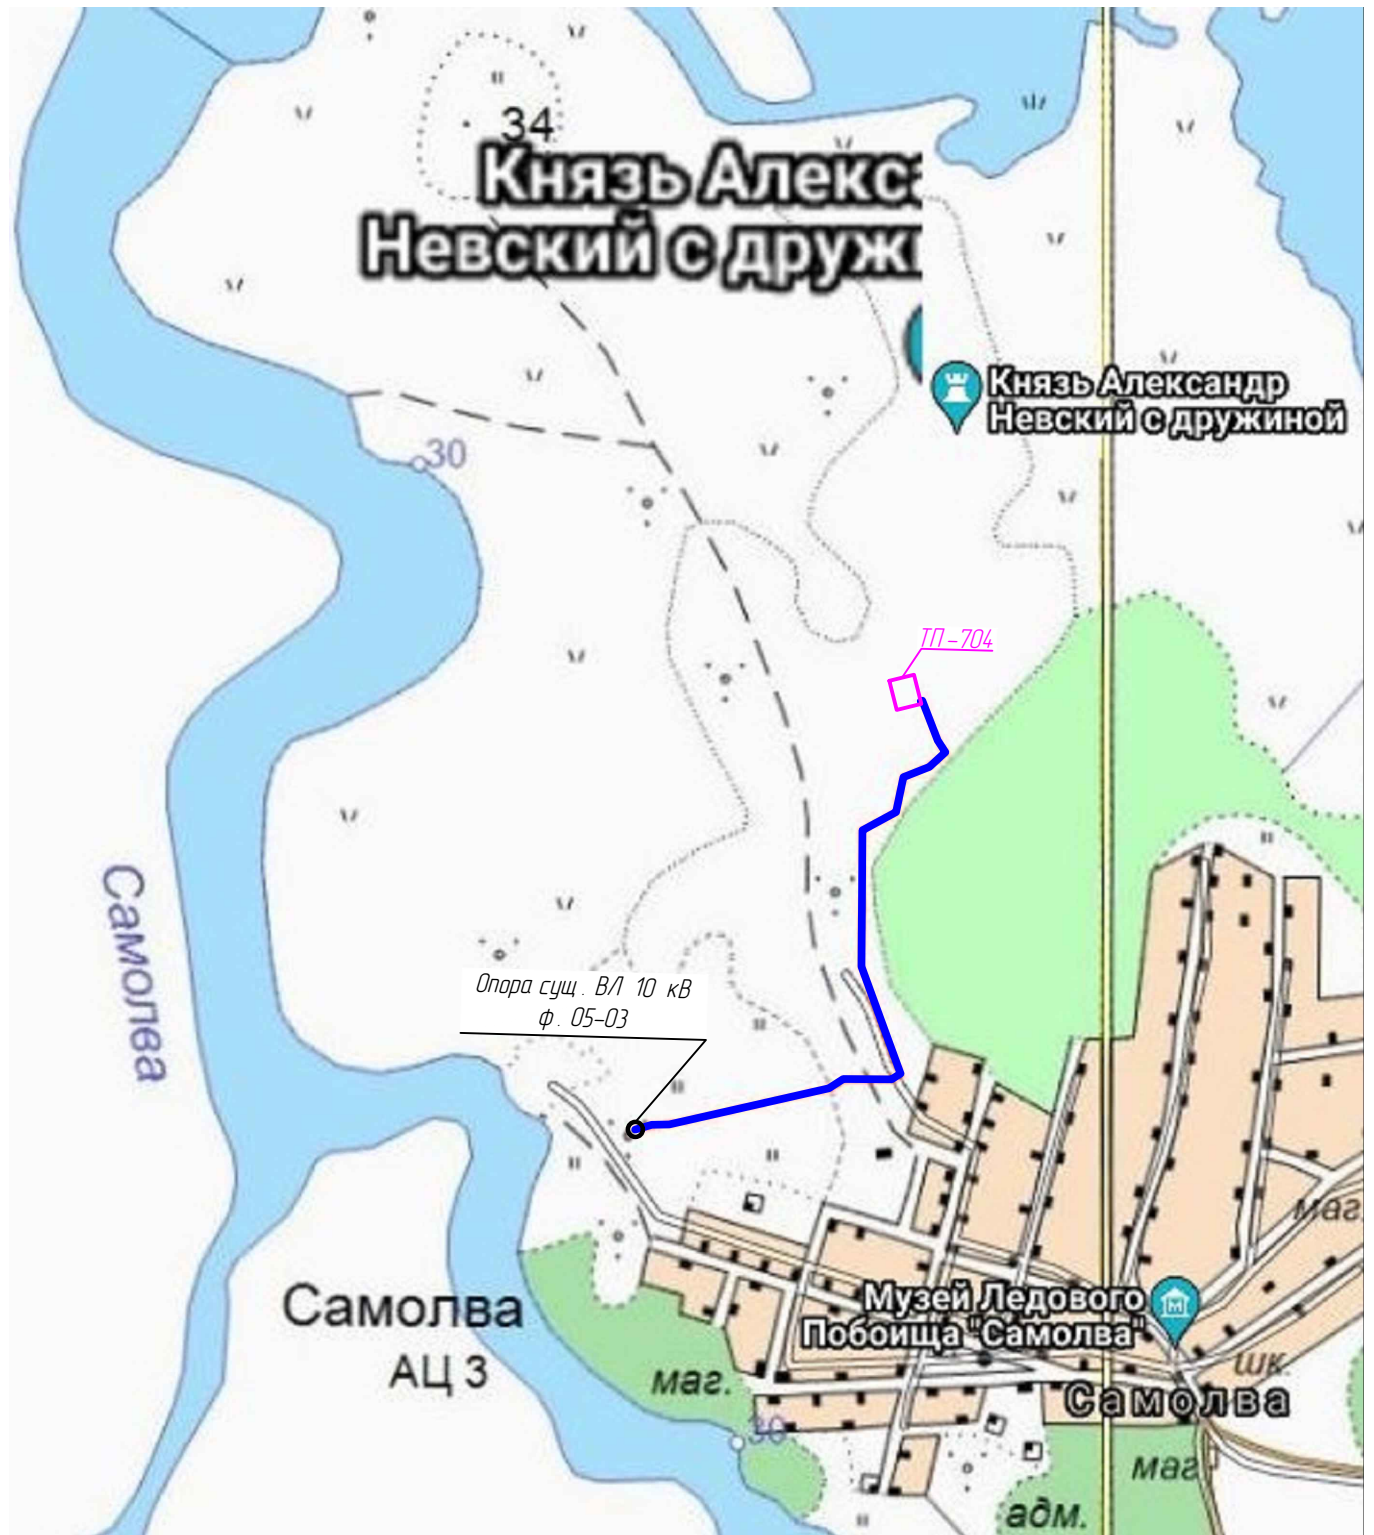 34
Князь Алекс
Невский с друж
Князь Александр
Невский с дружиной
30
ТП-704
Самолва
Опора сущ. ВЛ 10 кВ
ф. 05-03
маг.
Музей Ледового
Побоища "Самолва"
Самолва
АЦ 3
маг.
шк.
Самолва
30
маг
адм.